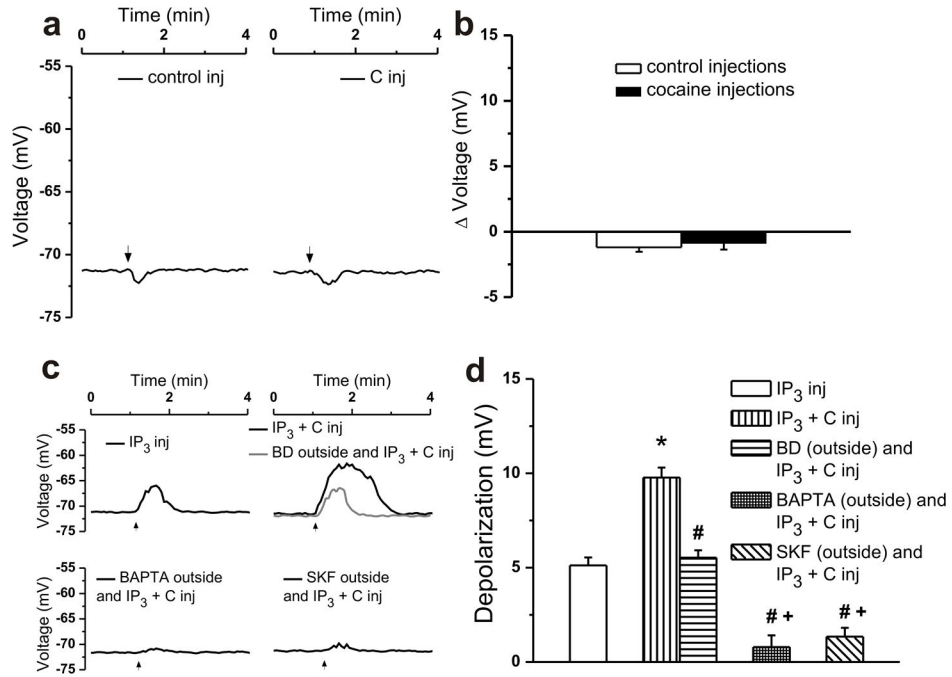 a
Time (min)
Time (min)
0 2 4
0 2 4
Voltage (mV)
-55
-60
-65
-70
-75
control inj
C inj
b
Δ Voltage (mV)
15
10
5
0
-5
control injections
cocaine injections
c
Time (min)
Time (min)
0 2 4
0 2 4
Voltage (mV)
-55
-60
-65
-70
-75
IP3 inj
IP3 + C inj
BD outside and IP3 + C inj
Voltage (mV)
-55
-60
-65
-70
-75
BAPTA outside
and IP3 + C inj
SKF outside
and IP3 + C inj
d
Depolarization (mV)
15
10
5
0
*
#
# +
# +
IP3 inj
IP3 + C inj
BD (outside) and
IP3 + C inj
BAPTA (outside) and
IP3 + C inj
SKF (outside) and
IP3 + C inj